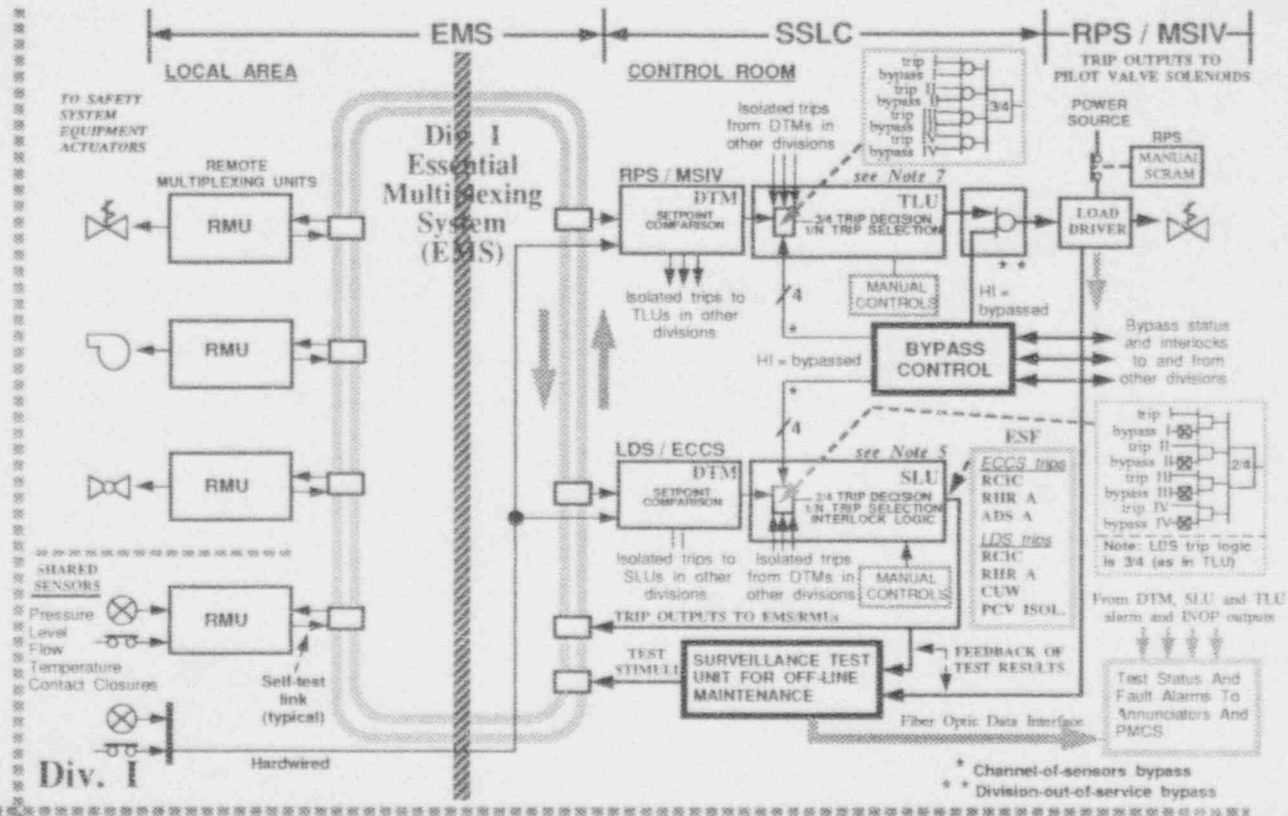 EMS
SSLC
RPS / MSIV
LOCAL AREA
CONTROL ROOM
TRIP OUTPUTS TO
PILOT VALVE SOLENOIDS
TO SAFETY
SYSTEM
EQUIPMENT
ACTUATORS
REMOTE
MULTIPLEXING UNITS
RMU
RMU
RMU
SHARED
SENSORS
Pressure
Level
Flow
Temperature
Contact Closures
RMU
Self-test
link
(typical)
Hardwired
Div. I
Div. I
Essential
Multiplexing
System
(EMS)
Isolated trips
from DTMs in
other divisions
trip
bypass I
trip II
bypass II
trip III
bypass III
trip IV
bypass IV
3/4
POWER
SOURCE
RPS
MANUAL
SCRAM
RPS / MSIV
DTM
SETPOINT
COMPARISON
see Note 7
TLU
3/4 TRIP DECISION
1/N TRIP SELECTION
LOAD
DRIVER
* *
Isolated trips to
TLUs in other
divisions
4
*
MANUAL
CONTROLS
HI =
bypassed
HI = bypassed
BYPASS
CONTROL
Bypass status
and interlocks
to and from
other divisions
*
4
LDS / ECCS
DTM
SETPOINT
COMPARISON
see Note 5
SLU
2/4 TRIP DECISION
1/N TRIP SELECTION
INTERLOCK LOGIC
ESF
ECCS trips
RCIC
RHR A
ADS A
LDS trips
RCIC
RHR A
CUW
PCV ISOL.
trip I
bypass I
trip II
bypass II
trip III
bypass III
trip IV
bypass IV
2/4
Note: LDS trip logic
is 3/4 (as in TLU)
Isolated trips to
SLUs in other
divisions
Isolated trips
from DTMs in
other divisions
MANUAL
CONTROLS
TRIP OUTPUTS TO EMS/RMUs
TEST
STIMULI
SURVEILLANCE TEST
UNIT FOR OFF-LINE
MAINTENANCE
FEEDBACK OF
TEST RESULTS
From DTM, SLU and TLU
alarm and INOP outputs
Test Status And
Fault Alarms To
Annunciators And
PMCS
Fiber Optic Data Interface
* Channel-of-sensors bypass
* * Division-out-of-service bypass